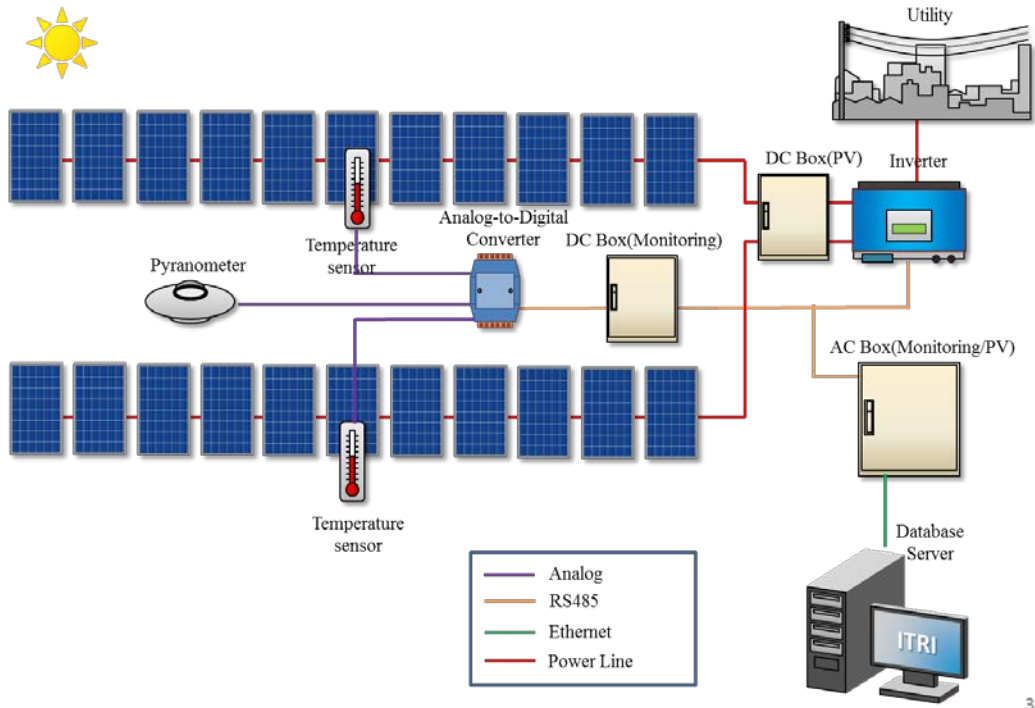 Utility
DC Box(PV)
Inverter
Analog-to-Digital
Converter
DC Box(Monitoring)
Temperature
sensor
Pyranometer
AC Box(Monitoring/PV)
Temperature
sensor
Database
Server
ITRI
Analog
RS485
Ethernet
Power Line